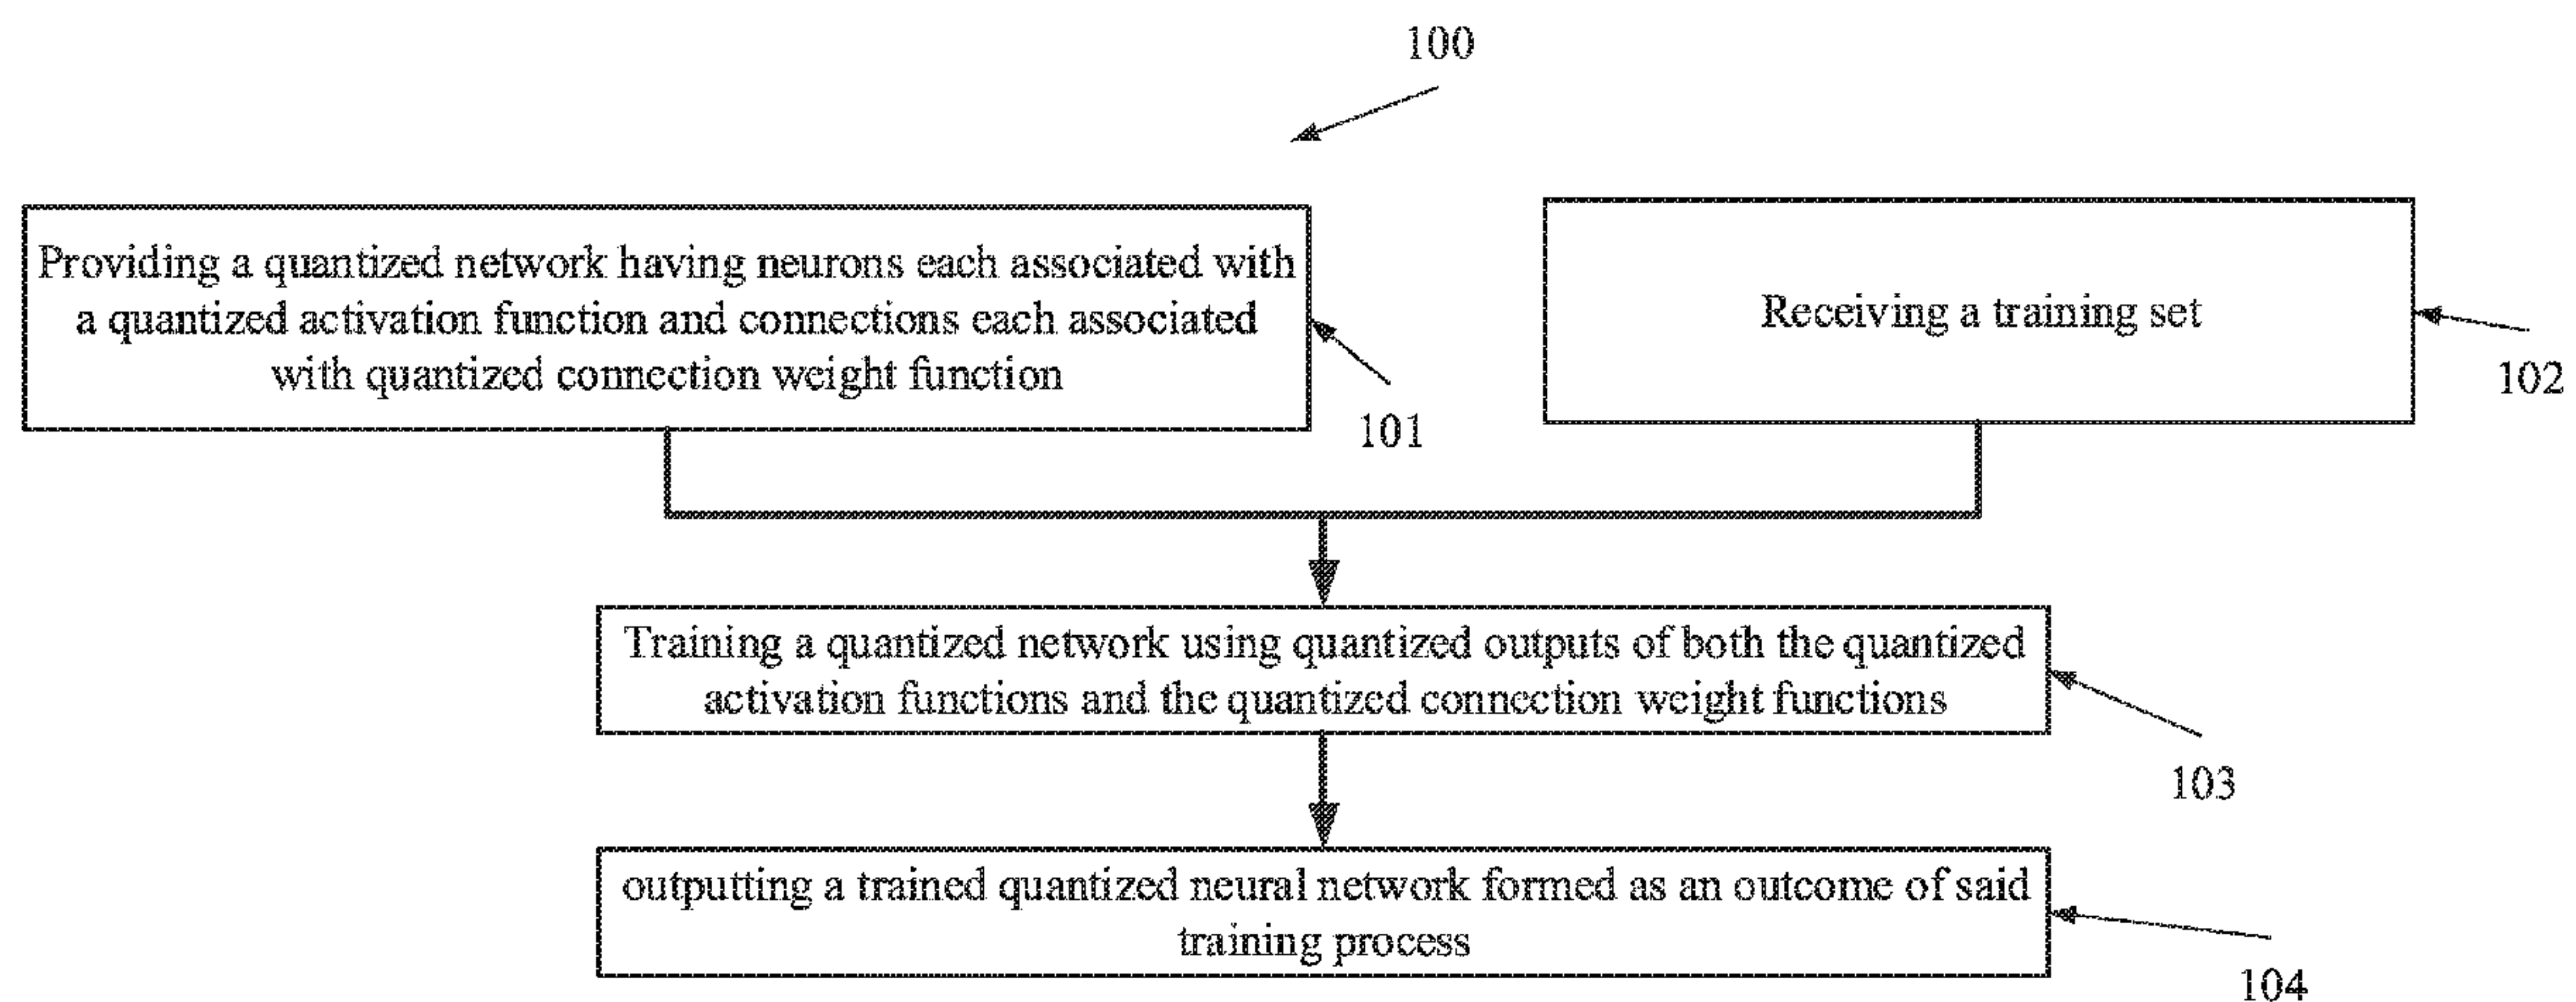 100
Providing a quantized network having neurons each associated with
a quantized activation function and connections each associated
with quantized connection weight function
101
Receiving a training set
102
Training a quantized network using quantized outputs of both the quantized
activation functions and the quantized connection weight functions
103
outputting a trained quantized neural network formed as an outcome of said
training process
104